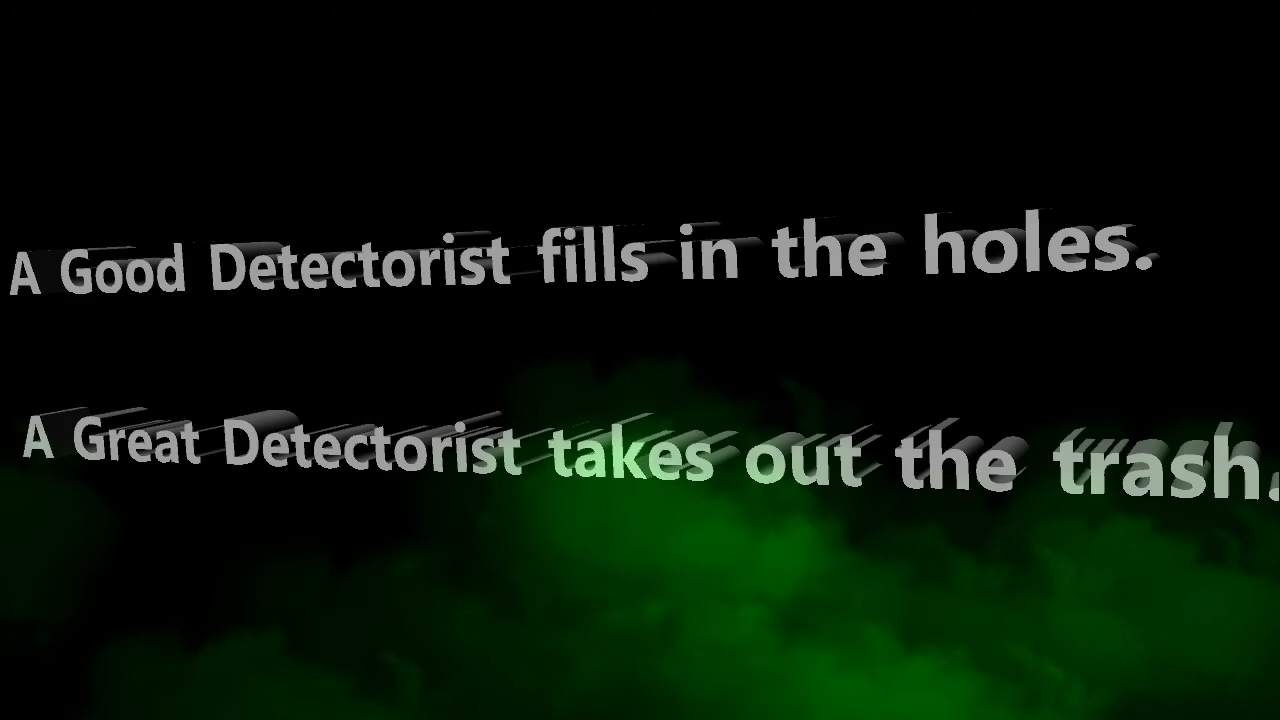 A Good Detectorist fills in the holes.
A Great Detectorist takes out the trash.